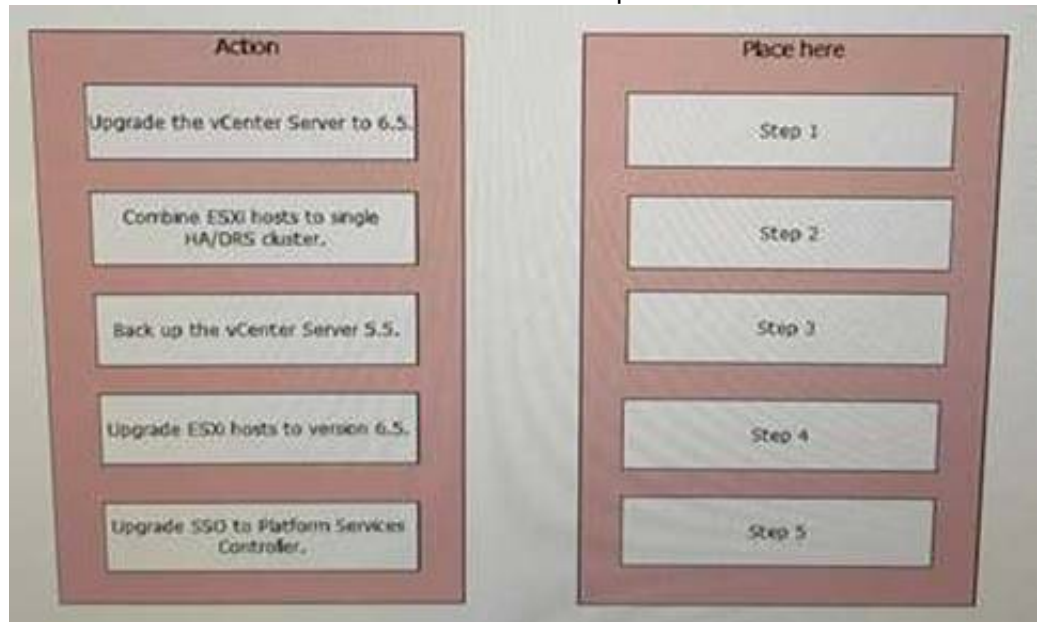 Action
Upgrade the vCenter Server to 6.5.
Combine ESXi hosts to single
HA/DRS cluster.
Back up the vCenter Server 5.5.
Upgrade ESXi hosts to version 6.5.
Upgrade SSO to Platform Services
Controller.
Place here
Step 1
Step 2
Step 3
Step 4
Step 5